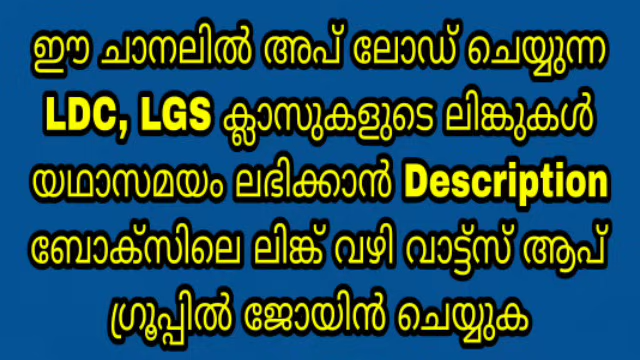 ഈ ചാനലിൽ അപ് ലോഡ് ചെയ്യുന്ന
LDC, LGS ക്ലാസുകളുടെ ലിങ്കുകൾ
യഥാസമയം ലഭിക്കാൻ Description
ബോക്സിലെ ലിങ്ക് വഴി വാട്ട്സ് ആപ്
ഗ്രൂപ്പിൽ ജോയിൻ ചെയ്യുക